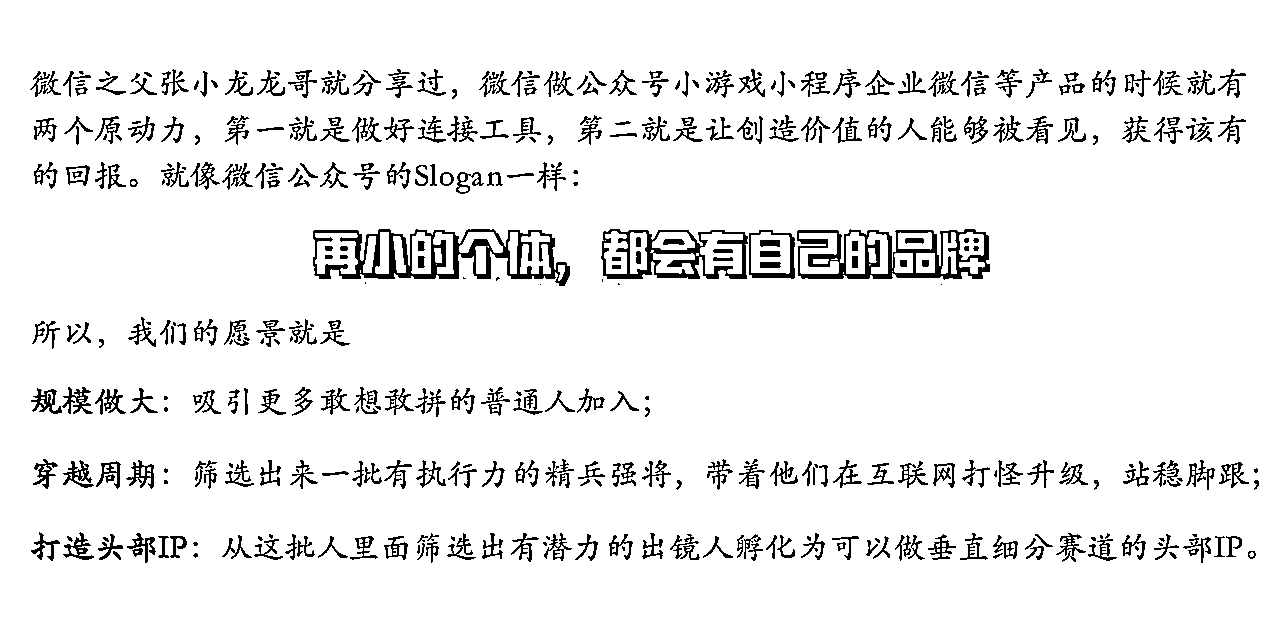 微信之父张小龙龙哥就分享过，微信做公众号小游戏小程序企业微信等产品的时候就有
两个原动力，第一就是做好连接工具，第二就是让创造价值的人能够被看见，获得该有
的回报。就像微信公众号的Slogan一样：
再小的个体，都会有自己的品牌
所以，我们的愿景就是
规模做大：吸引更多敢想敢拼的普通人加入；
穿越周期：筛选出来一批有执行力的精兵强将，带着他们在互联网打怪升级，站稳脚跟；
打造头部IP：从这批人里面筛选出有潜力的出镜人孵化为可以做垂直细分赛道的头部IP。